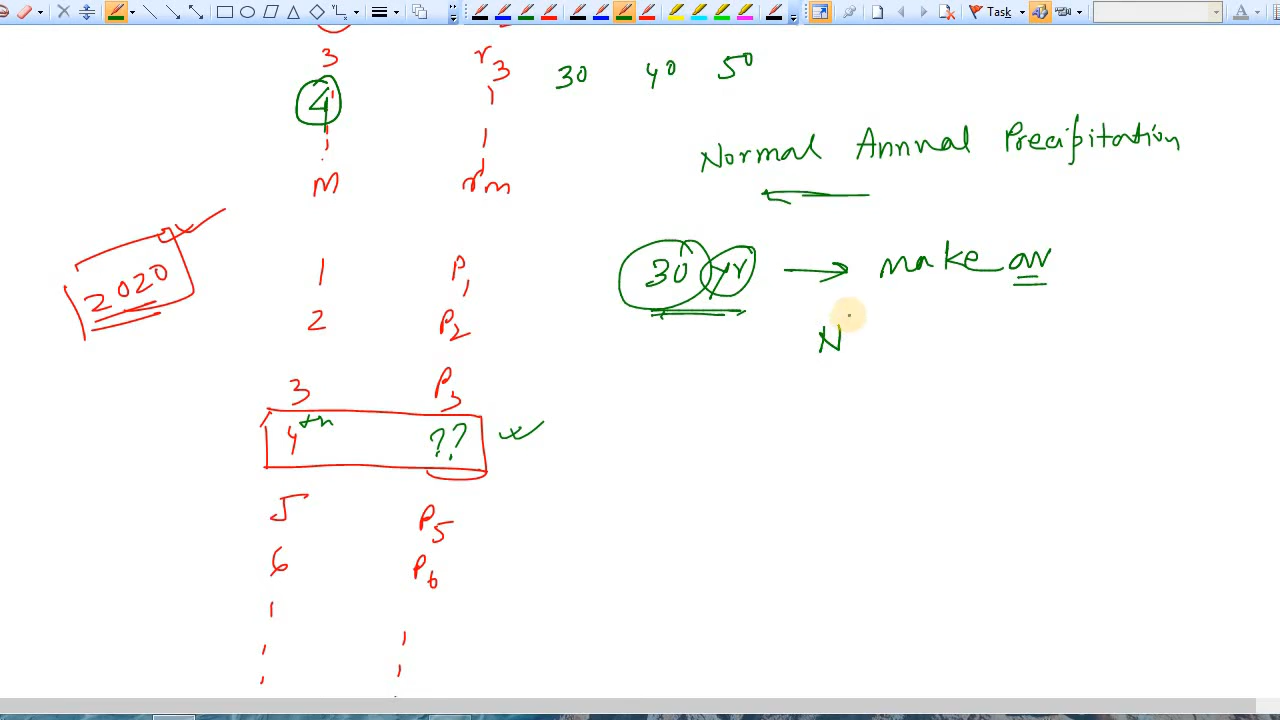 Task
3 r3 30 40 50
4
m rm
Normal Annual Precipitation
2020
1 P1
30 yr → make av
2 P2
N
3 P3
4th ??
5 P5
6 P6